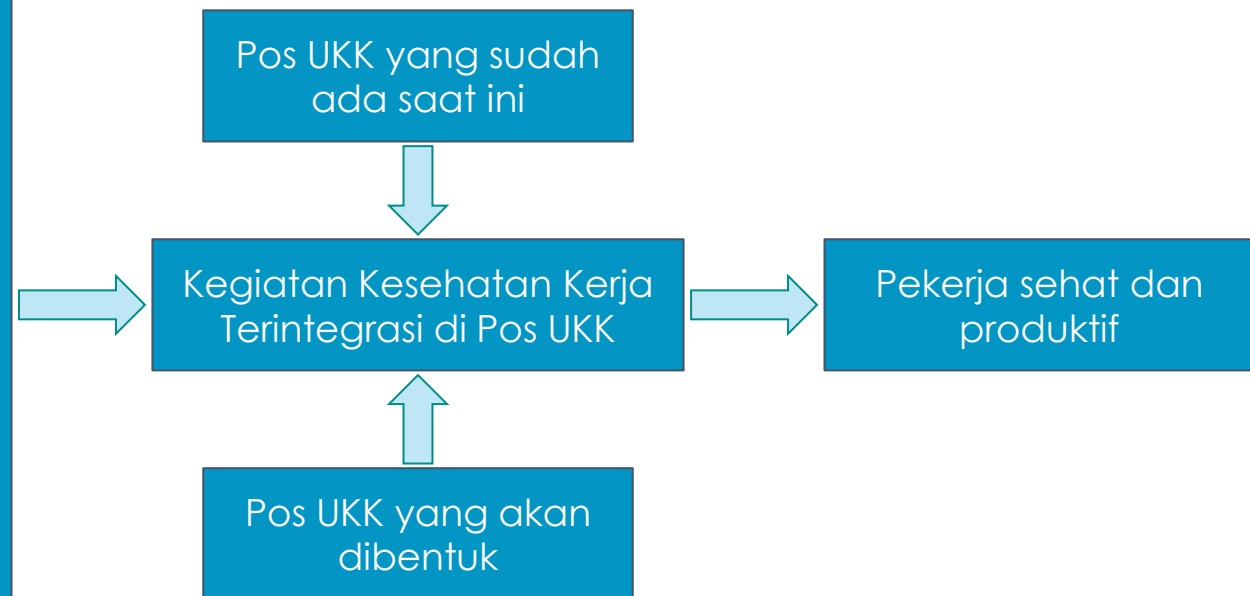 Pos UKK yang sudah
ada saat ini
Kegiatan Kesehatan Kerja
Terintegrasi di Pos UKK
Pekerja sehat dan
produktif
Pos UKK yang akan
dibentuk